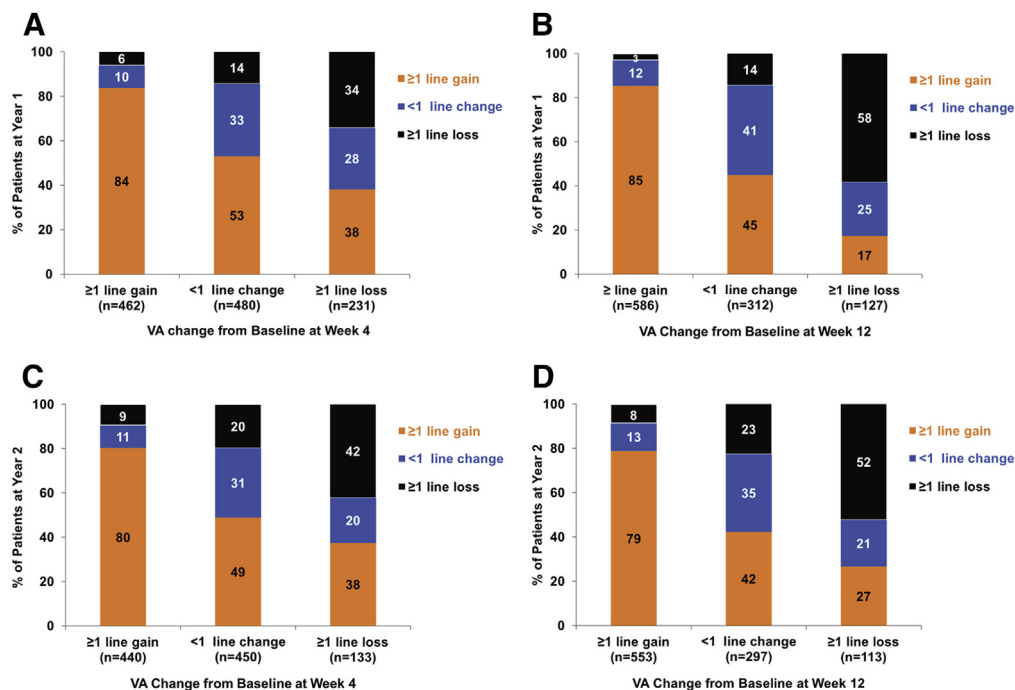 A
% of Patients at Year 1
100
80
60
40
20
0
6
10
84
14
33
53
34
28
38
≥1 line gain
<1 line change
≥1 line loss
≥1 line gain
(n=462)
<1 line change
(n=480)
≥1 line loss
(n=231)
VA change from Baseline at Week 4
B
% of Patients at Year 1
100
80
60
40
20
0
3
12
85
14
41
45
58
25
17
≥1 line gain
<1 line change
≥1 line loss
≥ line gain
(n=586)
<1 line change
(n=312)
≥1 line loss
(n=127)
VA Change from Baseline at Week 12
C
% of Patients at Year 2
100
80
60
40
20
0
9
11
80
20
31
49
42
20
38
≥1 line gain
<1 line change
≥1 line loss
≥1 line gain
(n=440)
<1 line change
(n=450)
≥1 line loss
(n=133)
VA Change from Baseline at Week 4
D
% of Patients at Year 2
100
80
60
40
20
0
8
13
79
23
35
42
52
21
27
≥1 line gain
<1 line change
≥1 line loss
≥1 line gain
(n=553)
<1 line change
(n=297)
≥1 line loss
(n=113)
VA Change from Baseline at Week 12